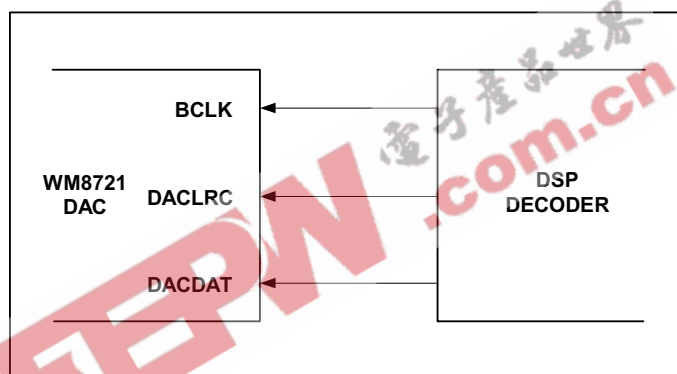 BCLK
WM8721
DAC
DACLRC
DACDAT
DSP
DECODER
電子產品世界
EEPW.com.cn